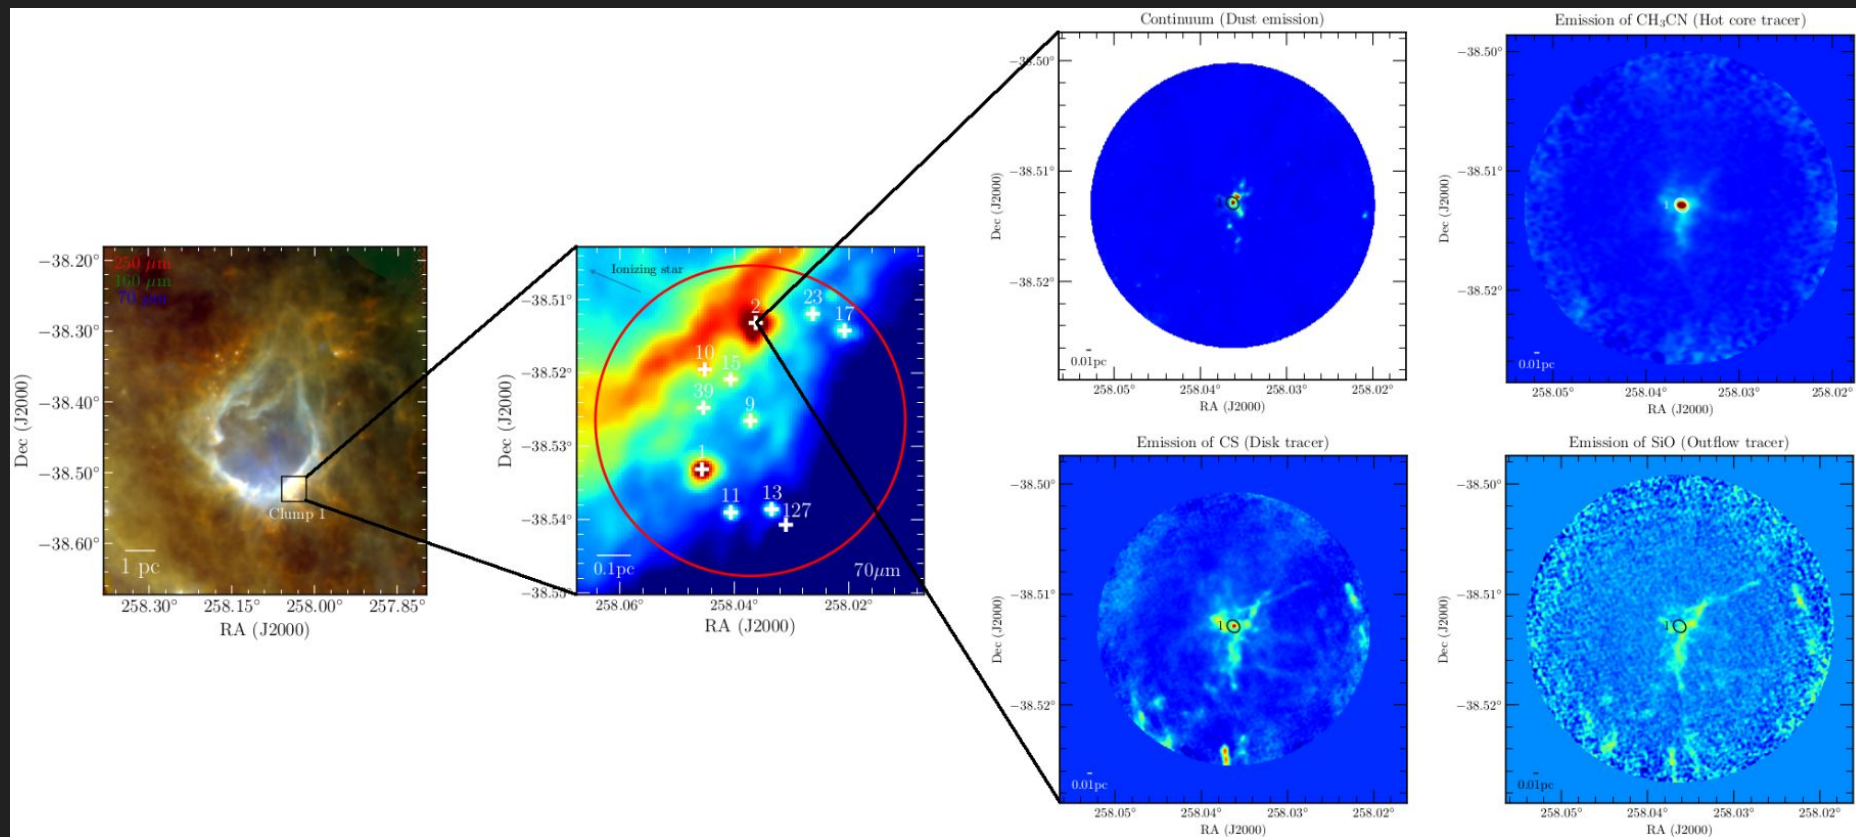 250 μm
160 μm
70 μm
−38.20°
−38.30°
−38.40°
−38.50°
−38.60°
Dec (J2000)
Clump 1
1 pc
258.30°
258.15°
258.00°
257.85°
RA (J2000)
Ionizing star
−38.51°
−38.52°
−38.53°
−38.54°
−38.55
Dec (J2000)
2
23
17
10
15
39
9
1
11
13
127
0.1pc
70μm
258.06°
258.04°
258.02°
RA (J2000)
Continuum (Dust emission)
−38.50°
−38.51°
−38.52°
Dec (J2000)
1
0.01pc
258.05°
258.04°
258.03°
258.02°
RA (J2000)
Emission of CH₃CN (Hot core tracer)
−38.50°
−38.51°
−38.52°
Dec (J2000)
1
0.01pc
258.05°
258.04°
258.03°
258.02°
RA (J2000)
Emission of CS (Disk tracer)
−38.50°
−38.51°
−38.52°
Dec (J2000)
1
0.01pc
258.05°
258.04°
258.03°
258.02°
RA (J2000)
Emission of SiO (Outflow tracer)
−38.50°
−38.51°
−38.52°
Dec (J2000)
1
0.01pc
258.05°
258.04°
258.03°
258.02°
RA (J2000)